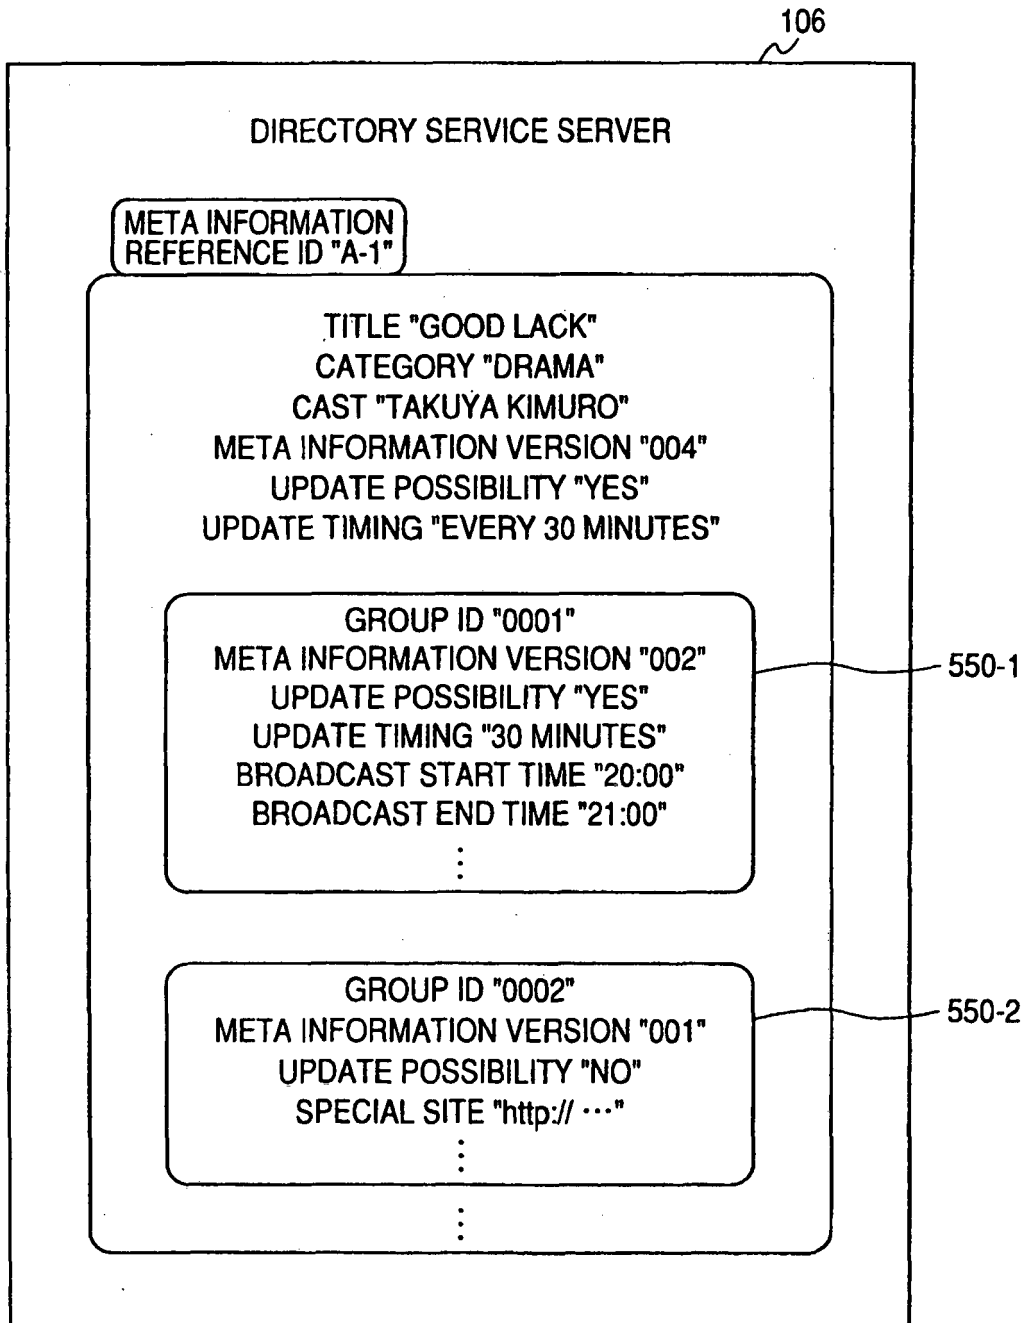 106
DIRECTORY SERVICE SERVER
META INFORMATION
REFERENCE ID "A-1"
TITLE "GOOD LACK"
CATEGORY "DRAMA"
CAST "TAKUYA KIMURO"
META INFORMATION VERSION "004"
UPDATE POSSIBILITY "YES"
UPDATE TIMING "EVERY 30 MINUTES"
GROUP ID "0001"
META INFORMATION VERSION "002"
UPDATE POSSIBILITY "YES"
UPDATE TIMING "30 MINUTES"
BROADCAST START TIME "20:00"
BROADCAST END TIME "21:00"
⋮
550-1
GROUP ID "0002"
META INFORMATION VERSION "001"
UPDATE POSSIBILITY "NO"
SPECIAL SITE "http:// ···"
⋮
550-2
⋮